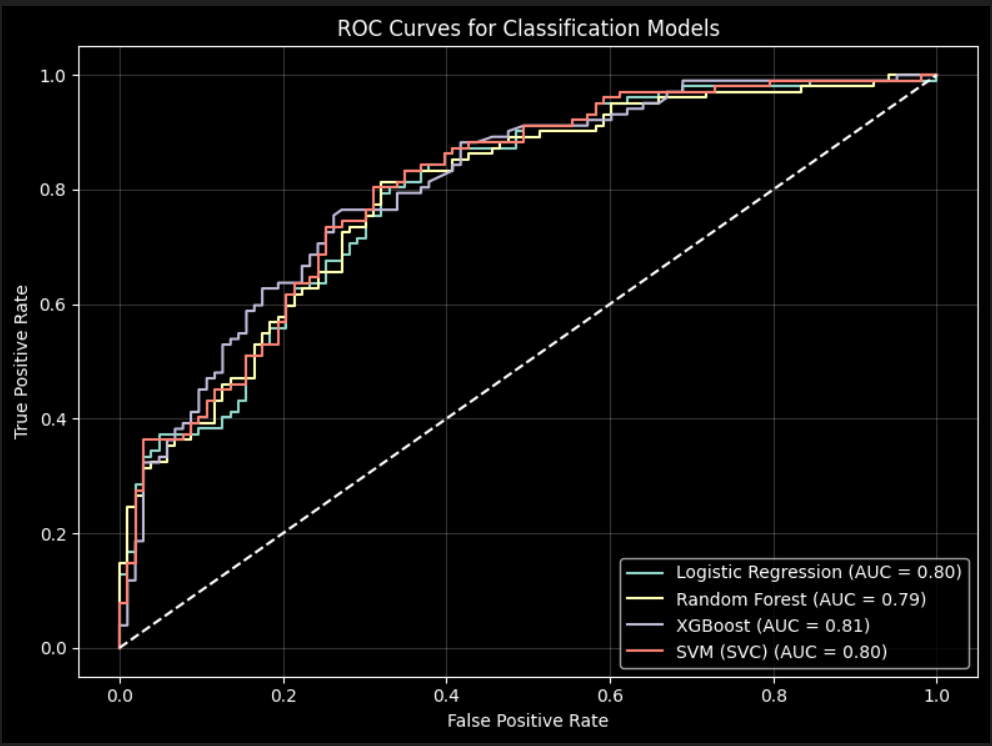 ROC Curves for Classification Models
True Positive Rate
1.0
0.8
0.6
0.4
0.2
0.0
Logistic Regression (AUC = 0.80)
Random Forest (AUC = 0.79)
XGBoost (AUC = 0.81)
SVM (SVC) (AUC = 0.80)
0.0 0.2 0.4 0.6 0.8 1.0
False Positive Rate